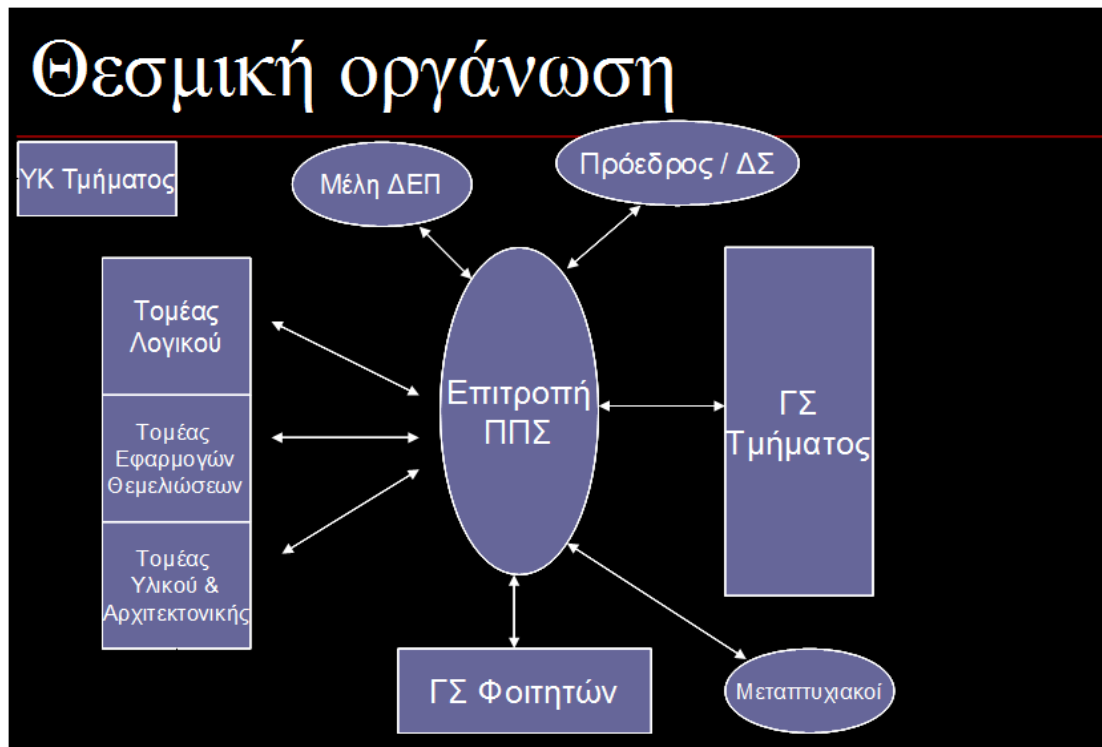 Θεσμική οργάνωση
ΥΚ Τμήματος
Μέλη ΔΕΠ
Πρόεδρος / ΔΣ
Τομέας
Λογικού
Τομέας
Εφαρμογών
Θεμελιώσεων
Τομέας
Υλικού &
Αρχιτεκτονικής
Επιτροπή
ΠΠΣ
ΓΣ
Τμήματος
ΓΣ Φοιτητών
Μεταπτυχιακοί